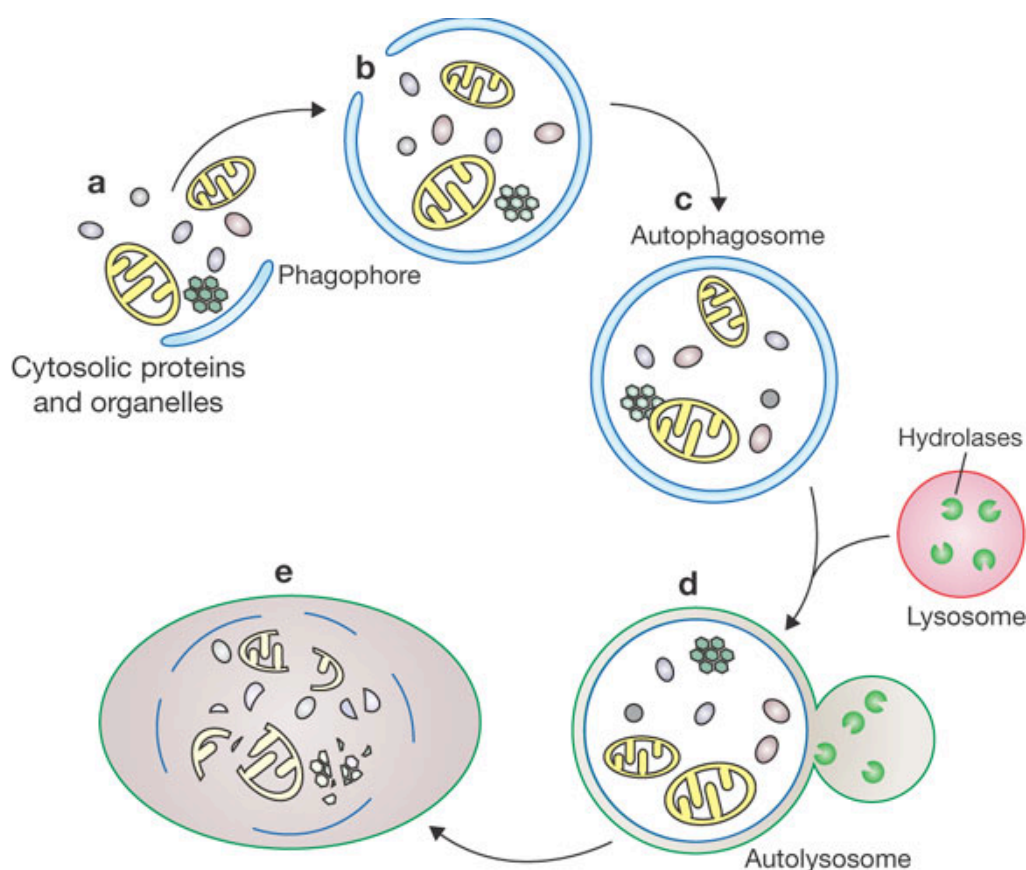 a
Phagophore
Cytosolic proteins
and organelles
b
c
Autophagosome
Hydrolases
Lysosome
d
Autolysosome
e